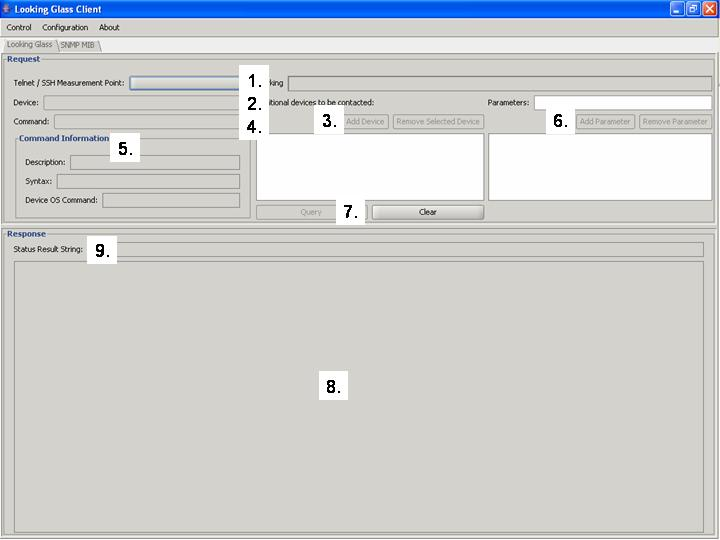 Looking Glass Client
Control Configuration About
Looking Glass SNMP MIB
Request
Telnet / SSH Measurement Point: 1.
Device: 2. devices to be contacted: Parameters:
Command: 4. 3. Add Device Remove Selected Device 6. Add Parameter Remove Parameter
Command Information 5.
Description:
Syntax:
Device OS Command:
Query 7. Clear
Response
Status Result String: 9.
8.